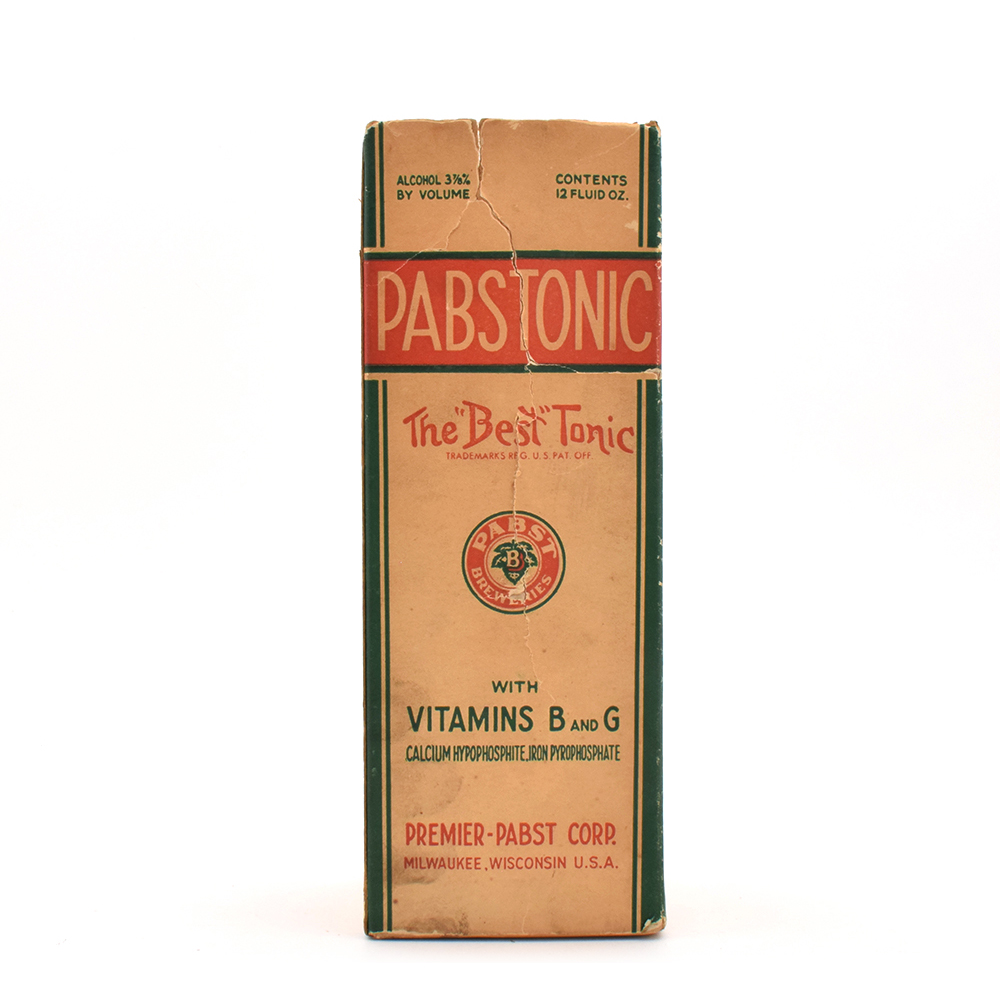 ALCOHOL 3⅞%
BY VOLUME
CONTENTS
12 FLUID OZ.
PABSTONIC
The "Best" Tonic
TRADEMARKS REG. U.S. PAT. OFF.
PABST
B
BREWERIES
WITH
VITAMINS B AND G
CALCIUM HYPOPHOSPHITE, IRON PYROPHOSPHATE
PREMIER-PABST CORP.
MILWAUKEE, WISCONSIN U.S.A.